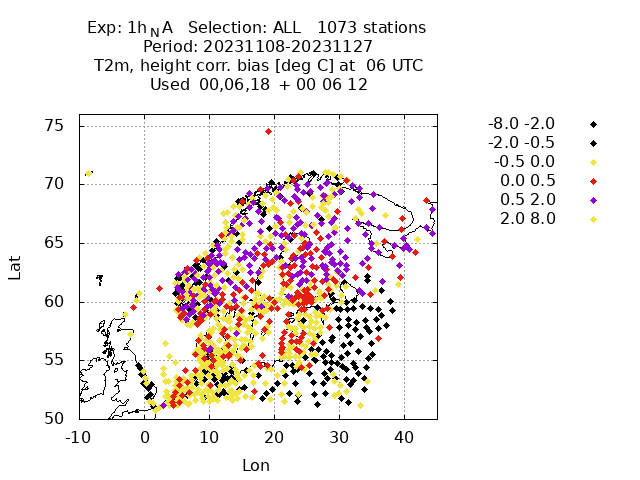 Exp: 1h_N A   Selection: ALL   1073 stations
Period: 20231108-20231127
T2m, height corr. bias [deg C] at  06 UTC
Used  00,06,18  + 00 06 12
-8.0 -2.0
-2.0 -0.5
-0.5 0.0
0.0 0.5
0.5 2.0
2.0 8.0
75
70
65
60
55
50
Lat
-10 0 10 20 30 40
Lon